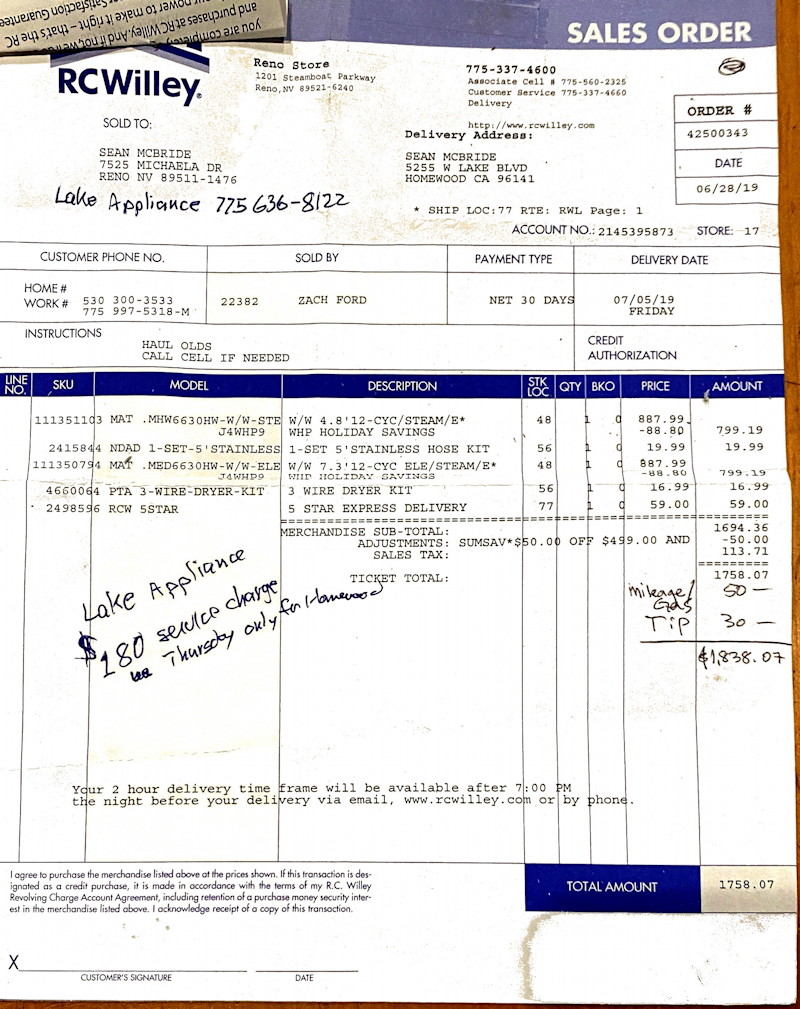 you are completely
and purchases at RCWilley. And if not, we'll
power to make it right – that's the RC
Satisfaction Guarantee
SALES ORDER
RCWilley®
Reno Store
1201 Steamboat Parkway
Reno,NV 89521-6240
775-337-4600
Associate Cell # 775-560-2325
Customer Service 775-337-4660
Delivery
http://www.rcwilley.com
ORDER #
42500343
DATE
06/28/19
SOLD TO:
SEAN MCBRIDE
7525 MICHAELA DR
RENO NV 89511-1476
Lake Appliance 775 636-8122
Delivery Address:
SEAN MCBRIDE
5255 W LAKE BLVD
HOMEWOOD CA 96141
* SHIP LOC:77 RTE: RWL Page: 1
ACCOUNT NO.: 2145395873 STORE: 17
CUSTOMER PHONE NO. SOLD BY PAYMENT TYPE DELIVERY DATE
HOME #
WORK # 530 300-3533 22382 ZACH FORD NET 30 DAYS 07/05/19
775 997-5318-M FRIDAY
INSTRUCTIONS
HAUL OLDS
CALL CELL IF NEEDED
CREDIT
AUTHORIZATION
LINE NO. SKU MODEL DESCRIPTION STK LOC QTY BKO PRICE AMOUNT
111351103 MAT .MHW6630HW-W/W-STE W/W 4.8'12-CYC/STEAM/E* 48 1 0 887.99
J4WHP9 WHP HOLIDAY SAVINGS -88.80 799.19
2415844 NDAD 1-SET-5'STAINLESS 1-SET 5'STAINLESS HOSE KIT 56 1 0 19.99 19.99
111350794 MAT .MED6630HW-W/W-ELE W/W 7.3'12-CYC ELE/STEAM/E* 48 1 0 887.99
J4WHP9 WHP HOLIDAY SAVINGS -88.80 799.19
4660064 PTA 3-WIRE-DRYER-KIT 3 WIRE DRYER KIT 56 1 0 16.99 16.99
2498596 RCW 5STAR 5 STAR EXPRESS DELIVERY 77 1 0 59.00 59.00
MERCHANDISE SUB-TOTAL: 1694.36
ADJUSTMENTS: SUMSAV*$50.00 OFF $499.00 AND -50.00
SALES TAX: 113.71
TICKET TOTAL: 1758.07
mileage/ 50 —
Gas
Tip 30 —
$1,838.07
Lake Appliance
$180 service charge
Thursday only for Homewood
Your 2 hour delivery time frame will be available after 7:00 PM
the night before your delivery via email, www.rcwilley.com or by phone.
I agree to purchase the merchandise listed above at the prices shown. If this transaction is des-
ignated as a credit purchase, it is made in accordance with the terms of my R.C. Willey
Revolving Charge Account Agreement, including retention of a purchase money security inter-
est in the merchandise listed above. I acknowledge receipt of a copy of this transaction.
TOTAL AMOUNT 1758.07
X
CUSTOMER'S SIGNATURE DATE